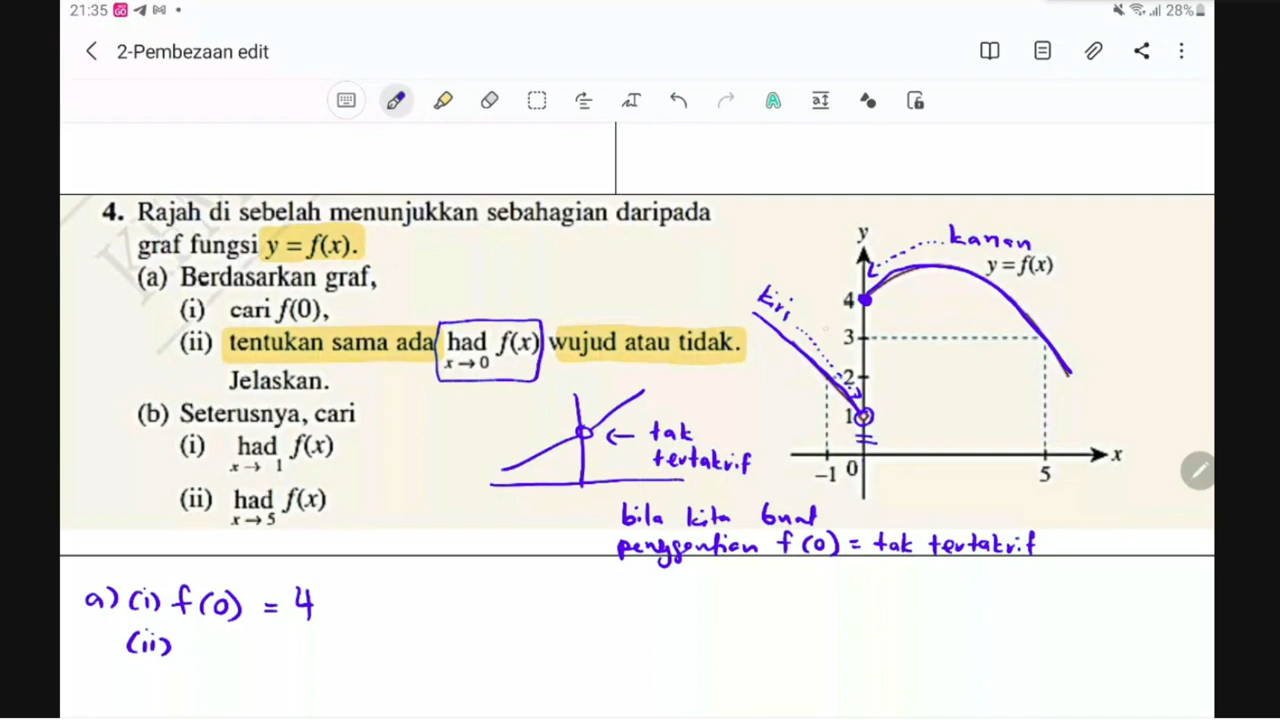 21:35
28%
2-Pembezaan edit
4. Rajah di sebelah menunjukkan sebahagian daripada
graf fungsi y = f(x).
(a) Berdasarkan graf,
(i) cari f(0),
(ii) tentukan sama ada had f(x) wujud atau tidak.
x → 0
Jelaskan.
(b) Seterusnya, cari
(i) had f(x)
x → 1
(ii) had f(x)
x → 5
y
kanan
y = f(x)
kiri
4
3
2
1
-1 0 5 x
← tak
tertakrif
bila kita buat
penggantian f(0) = tak tertakrif
a) (i) f(0) = 4
(ii)